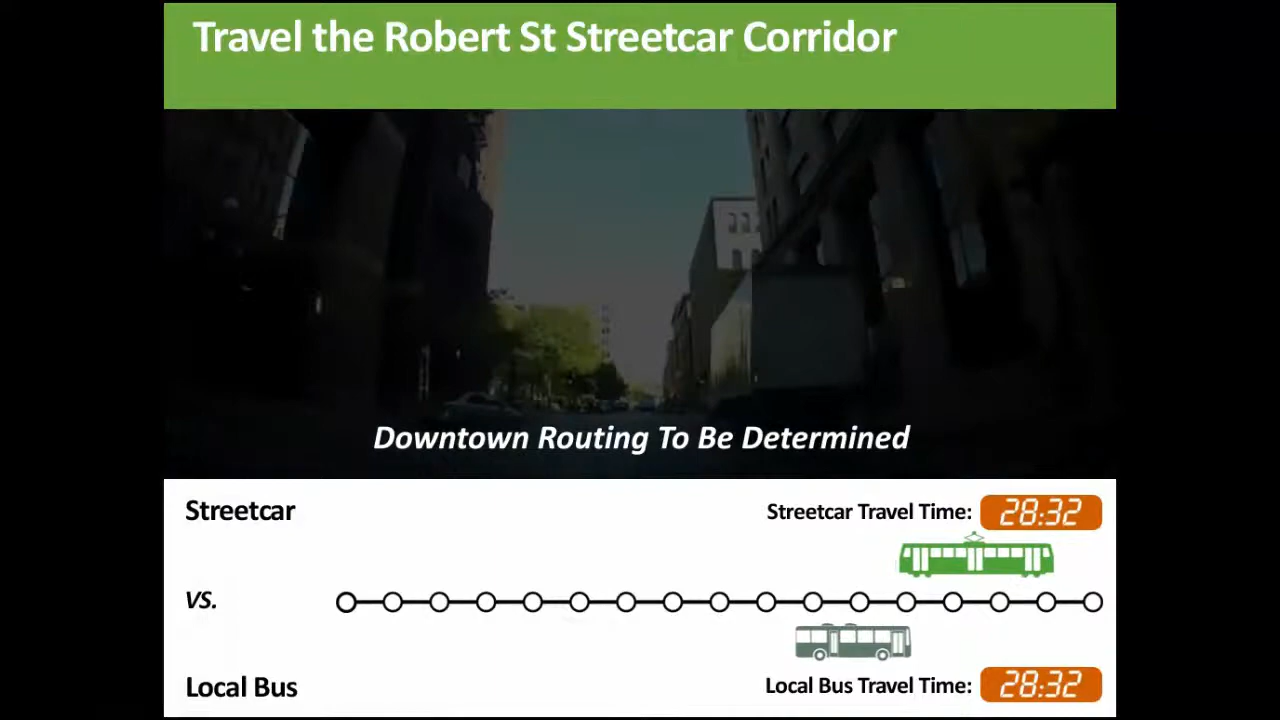 Travel the Robert St Streetcar Corridor
Downtown Routing To Be Determined
Streetcar
Streetcar Travel Time: 28:32
VS.
Local Bus
Local Bus Travel Time: 28:32